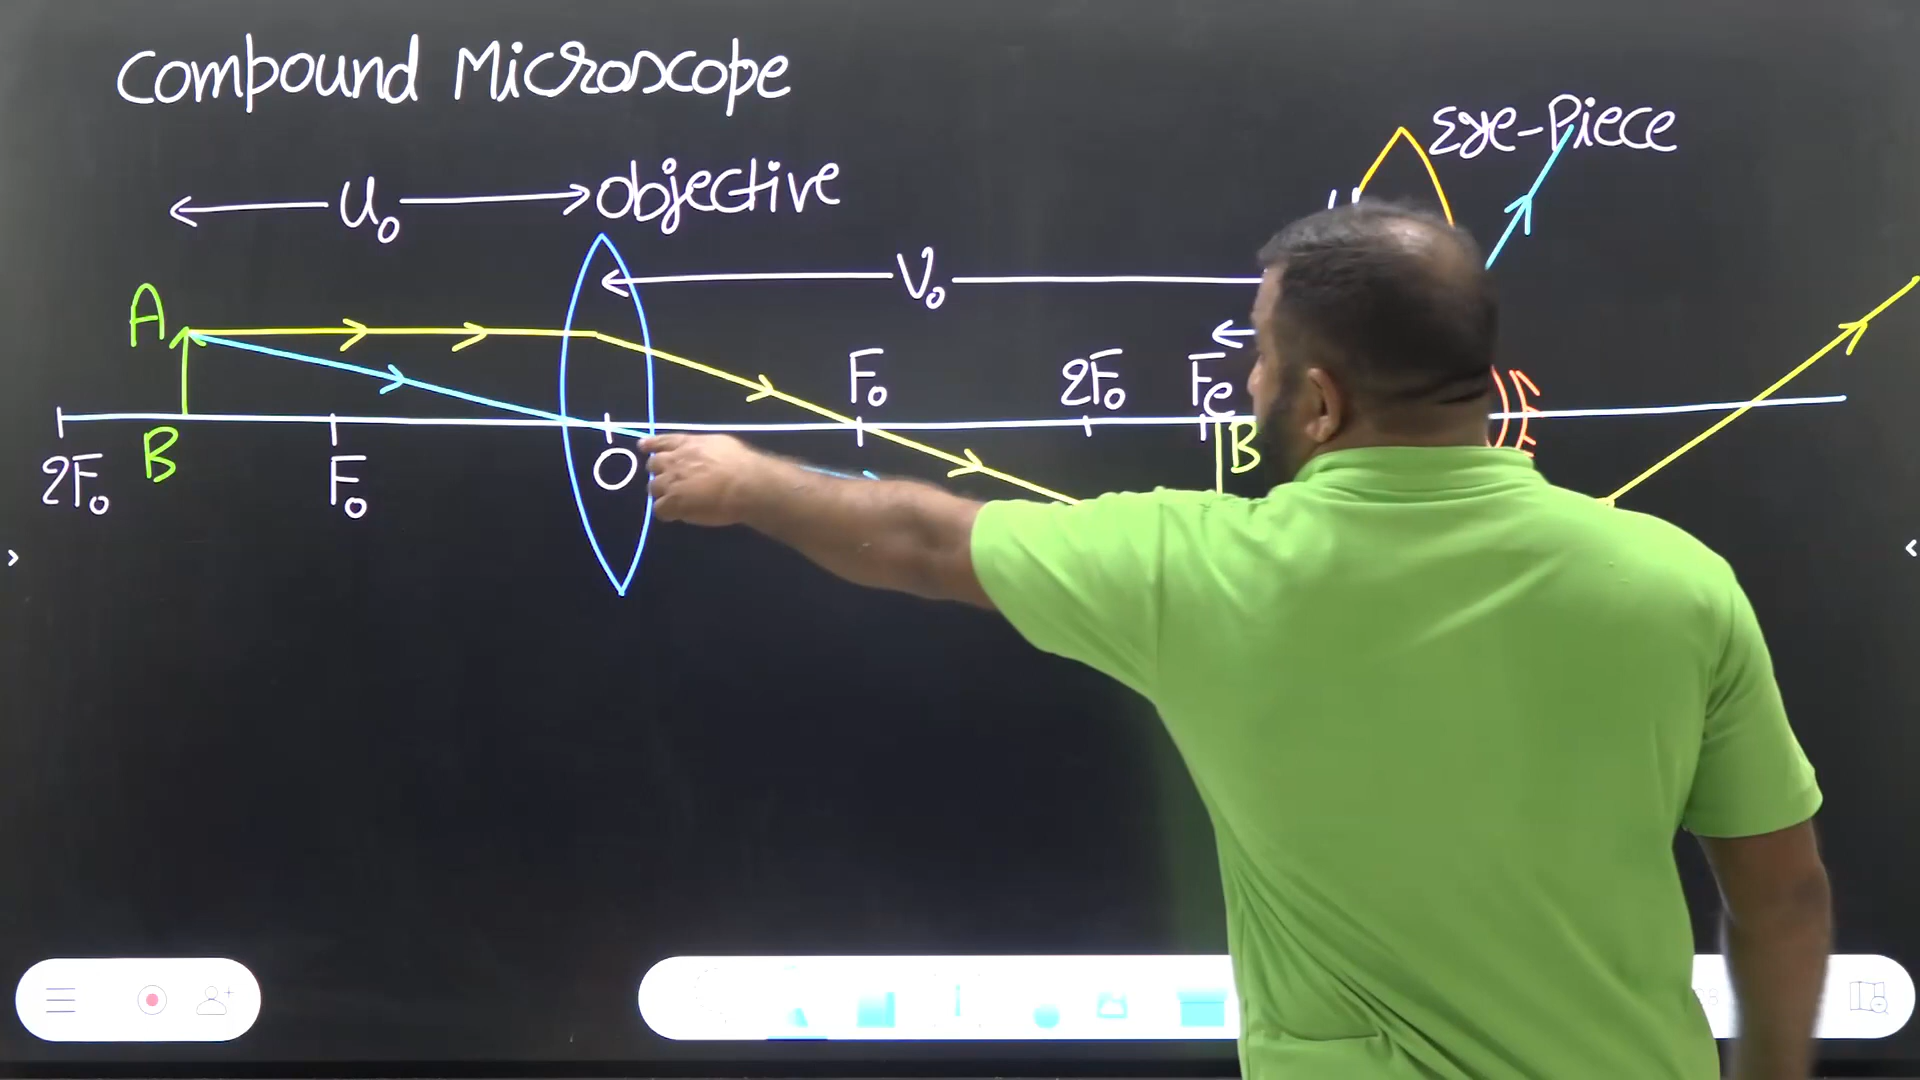 Compound Microscope
Eye-Piece
U₀
Objective
V₀
A
F₀
2F₀
Fe
B
B
2F₀
F₀
O